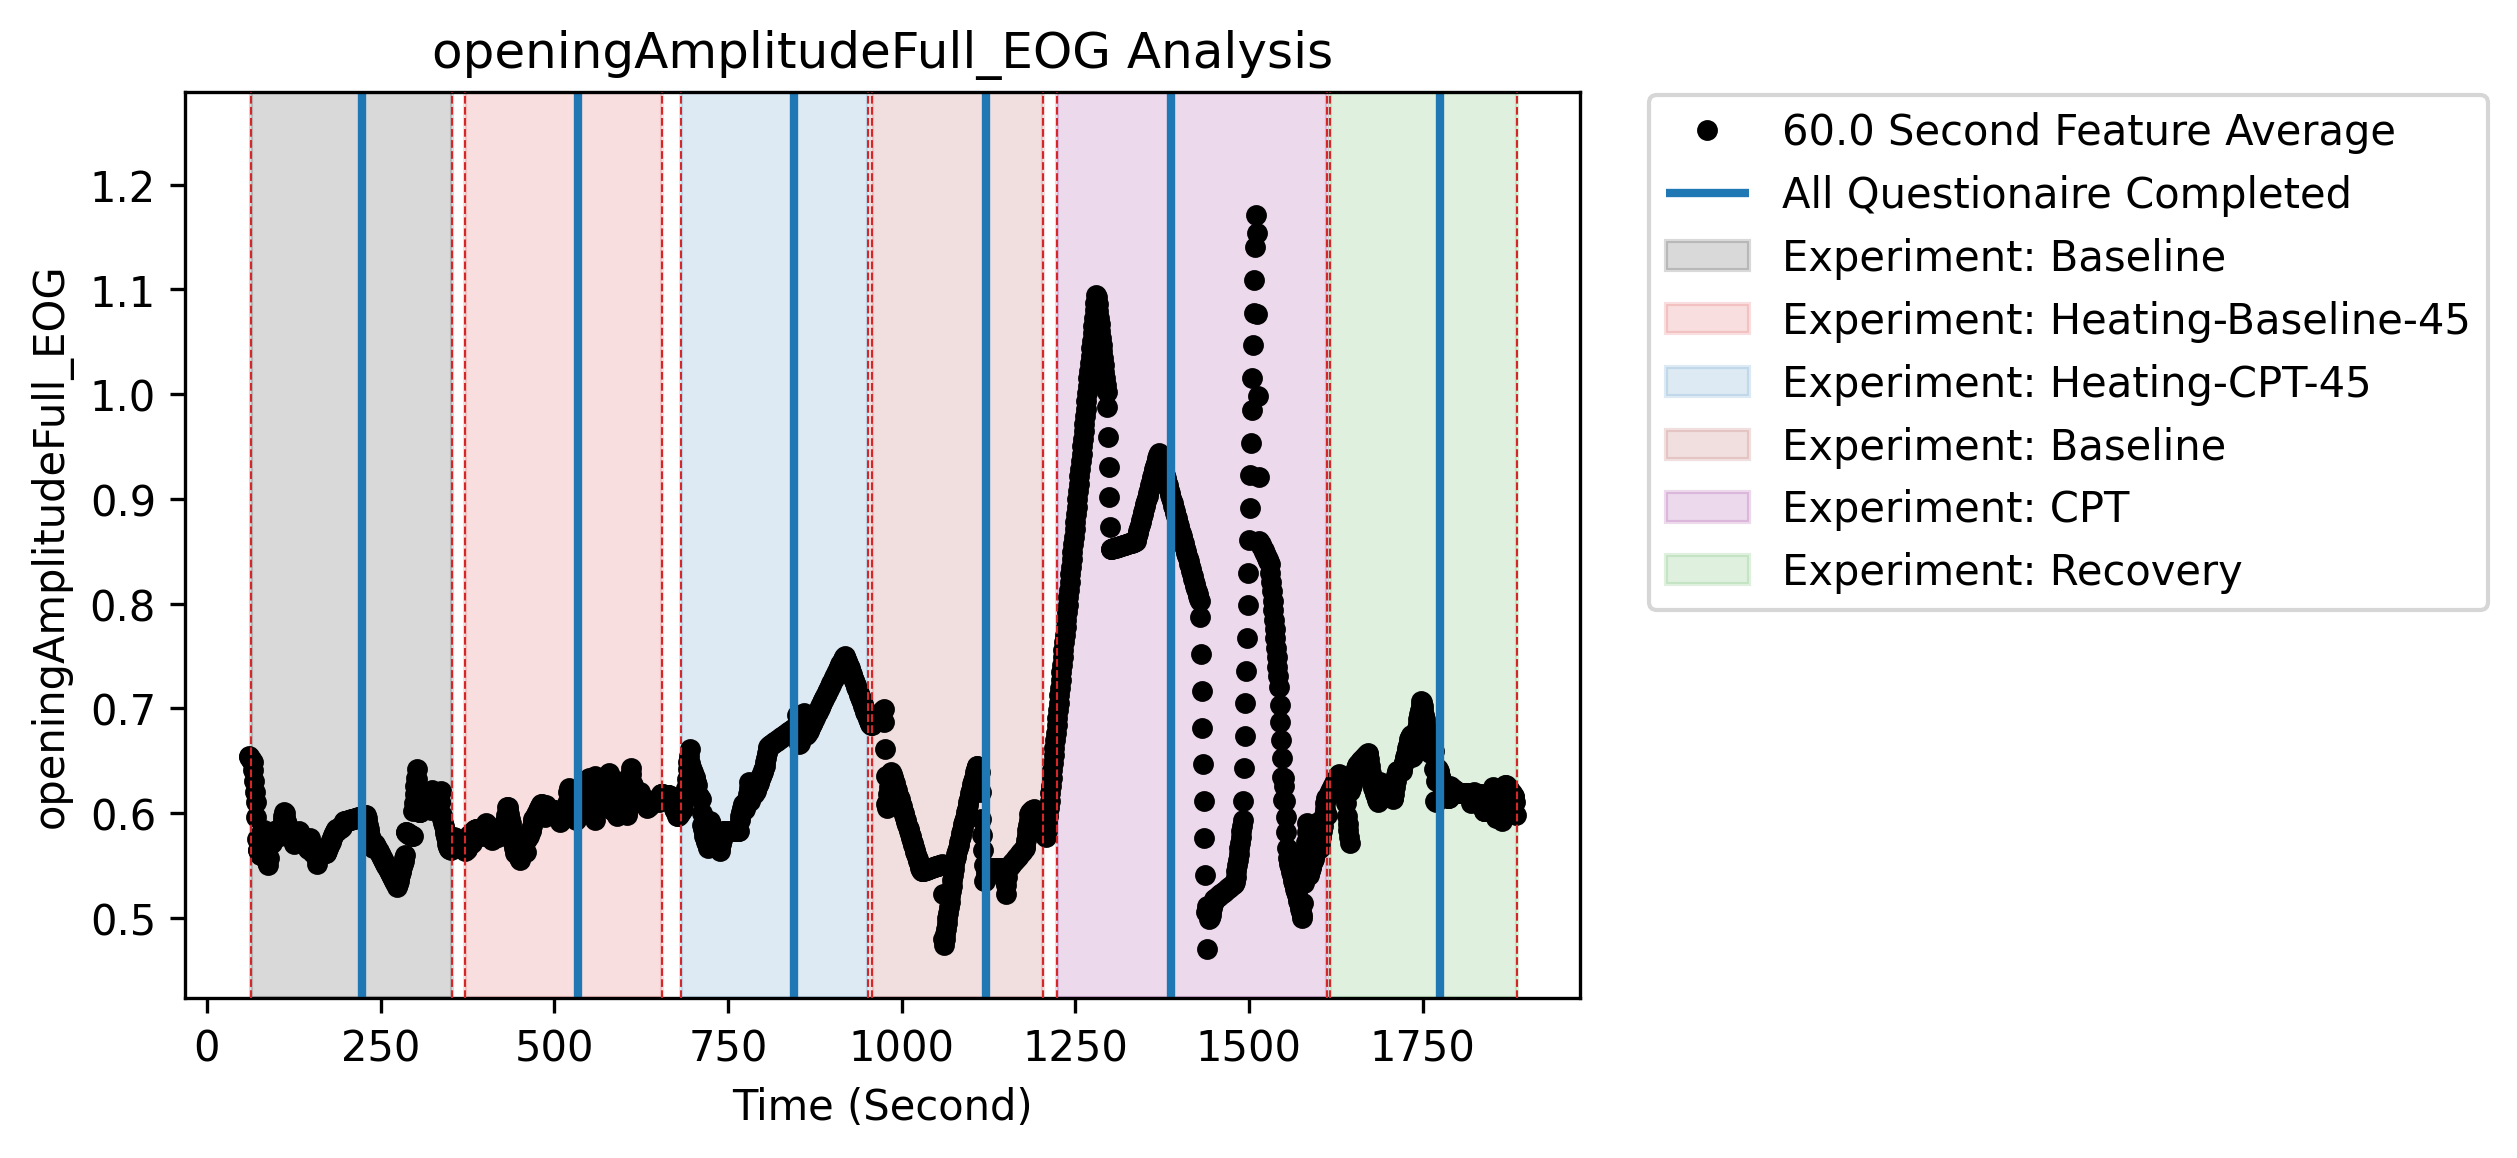 openingAmplitudeFull_EOG Analysis
openingAmplitudeFull_EOG
1.2
1.1
1.0
0.9
0.8
0.7
0.6
0.5
0
250
500
750
1000
1250
1500
1750
Time (Second)
60.0 Second Feature Average
All Questionaire Completed
Experiment: Baseline
Experiment: Heating-Baseline-45
Experiment: Heating-CPT-45
Experiment: Baseline
Experiment: CPT
Experiment: Recovery